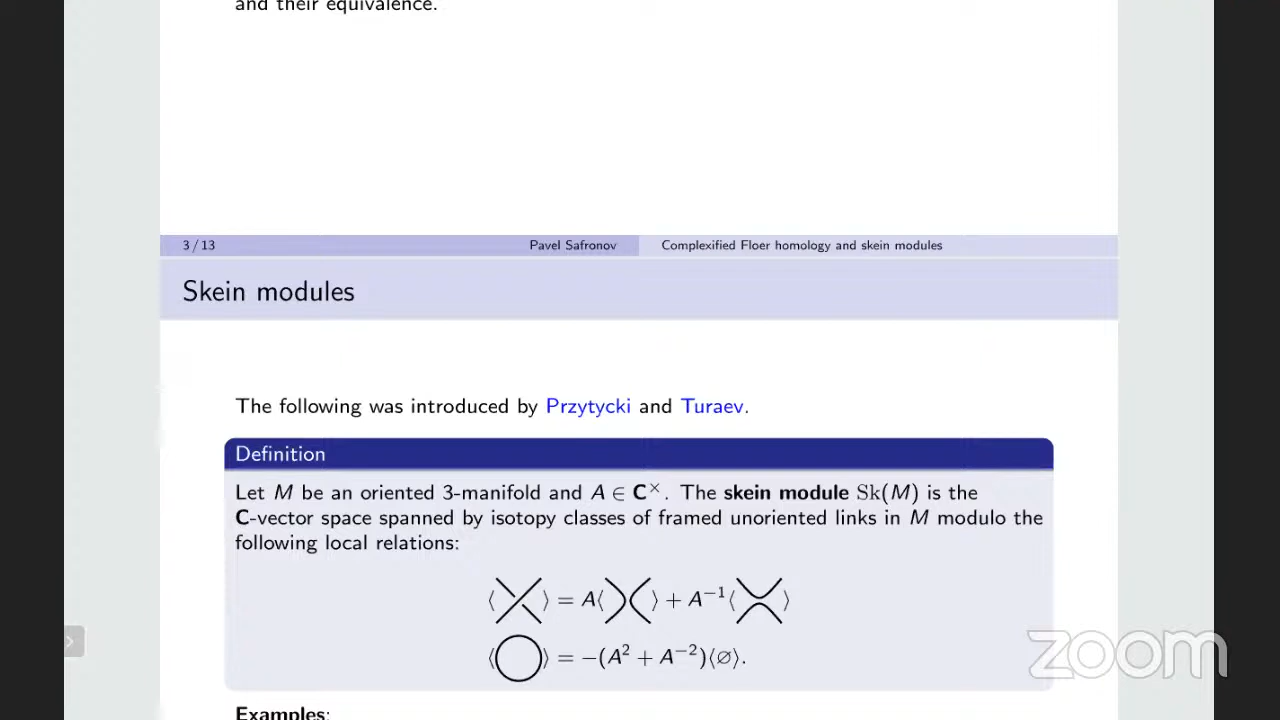 and their equivalence.
3 / 13 Pavel Safronov Complexified Floer homology and skein modules
Skein modules
The following was introduced by Przytycki and Turaev.
Definition
Let M be an oriented 3-manifold and A ∈ C×. The skein module Sk(M) is the
C-vector space spanned by isotopy classes of framed unoriented links in M modulo the
following local relations:
⟨ ⟩ = A⟨ ⟩ + A⁻¹⟨ ⟩
⟨ ⟩ = −(A² + A⁻²)⟨∅⟩.
zoom
Examples: